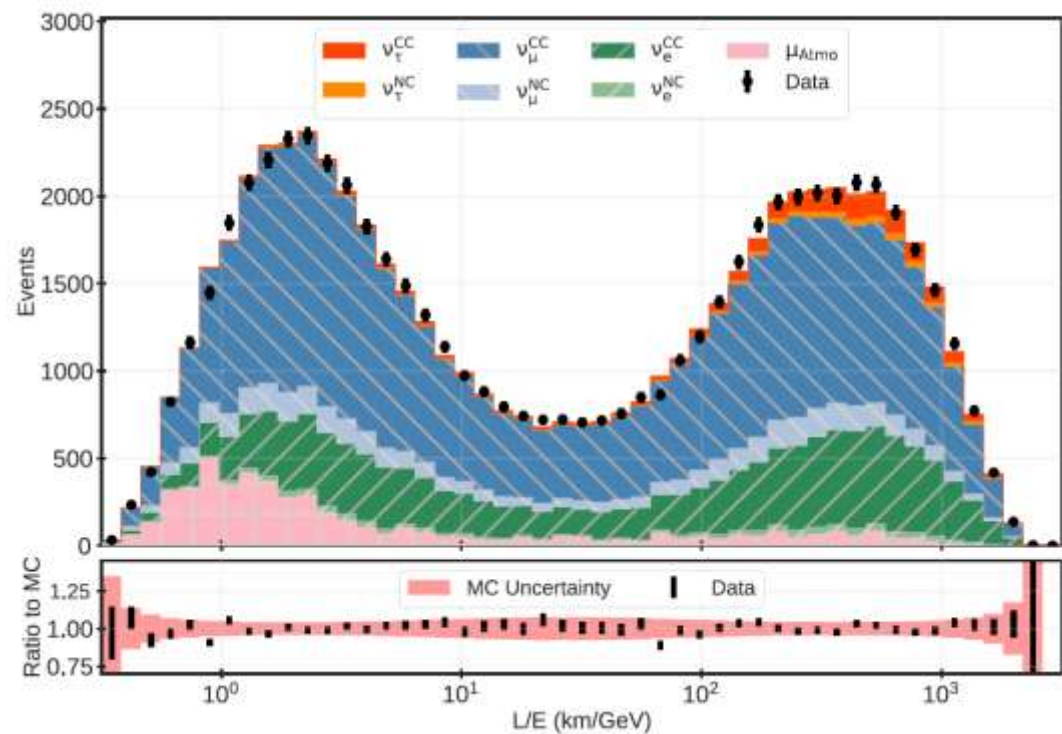 3000
2500
2000
1500
1000
500
0
Events
ν_τ^CC ν_μ^CC ν_e^CC μ_Atmo
ν_τ^NC ν_μ^NC ν_e^NC Data
1.25
1.00
0.75
Ratio to MC
MC Uncertainty Data
10^0 10^1 10^2 10^3
L/E (km/GeV)